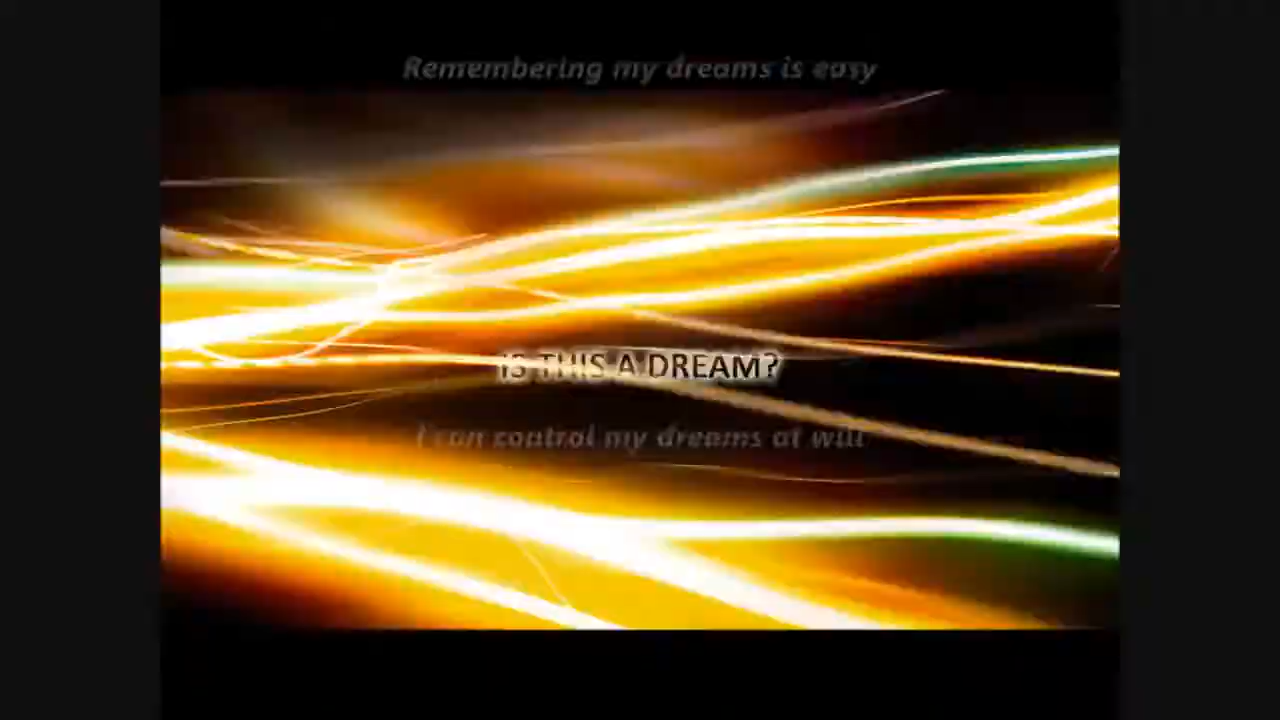 Remembering my dreams is easy
IS THIS A DREAM?
I can control my dreams at will